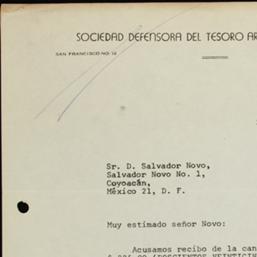 SOCIEDAD DEFENSORA DEL TESORO AR
SAN FRANCISCO NO. 12
Sr. D. Salvador Novo,
Salvador Novo No. 1,
Coyoacán,
México 21, D. F.
Muy estimado señor Novo:
Acusamos recibo de la can